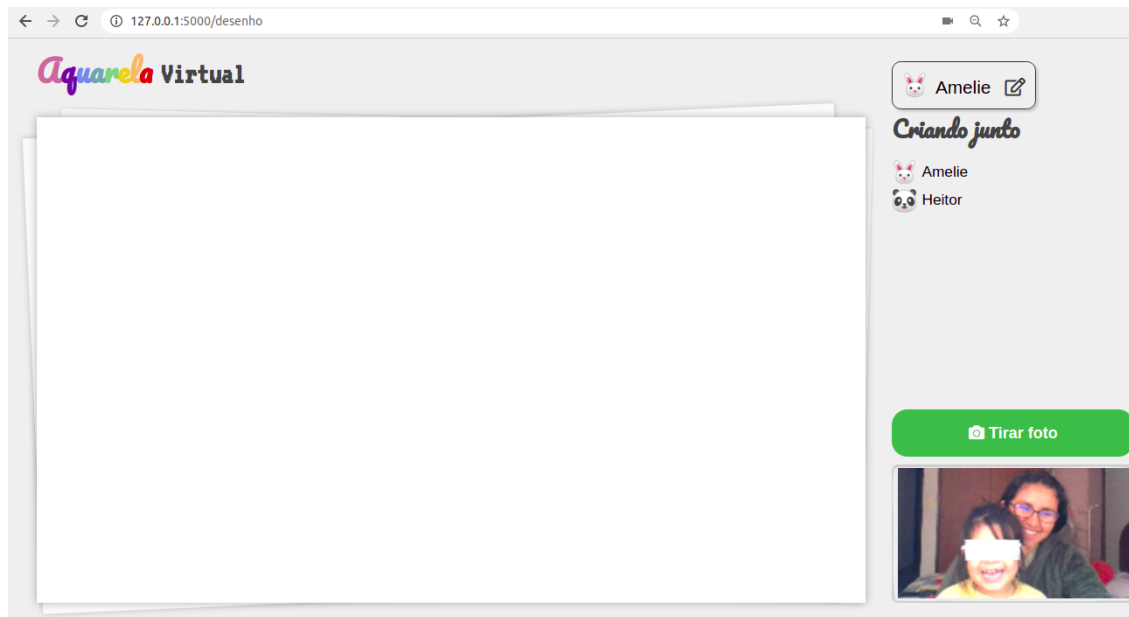 127.0.0.1:5000/desenho
Aquarela Virtual
Amelie
Criando junto
Amelie
Heitor
Tirar foto